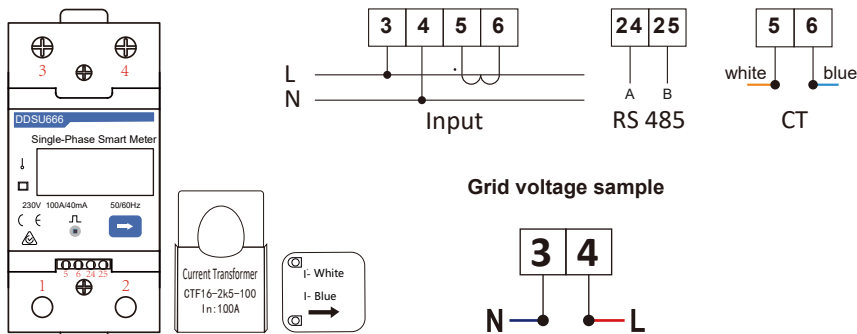 3 4
DDSU666
Single-Phase Smart Meter
230V 100A/40mA 50/60Hz
CE
5 6 24 25
1 2
Current Transformer
CTF16-2k5-100
In:100A
I- White
I- Blue
3 4 5 6
L
N
Input
24 25
A B
RS 485
5 6
white blue
CT
Grid voltage sample
3 4
N L